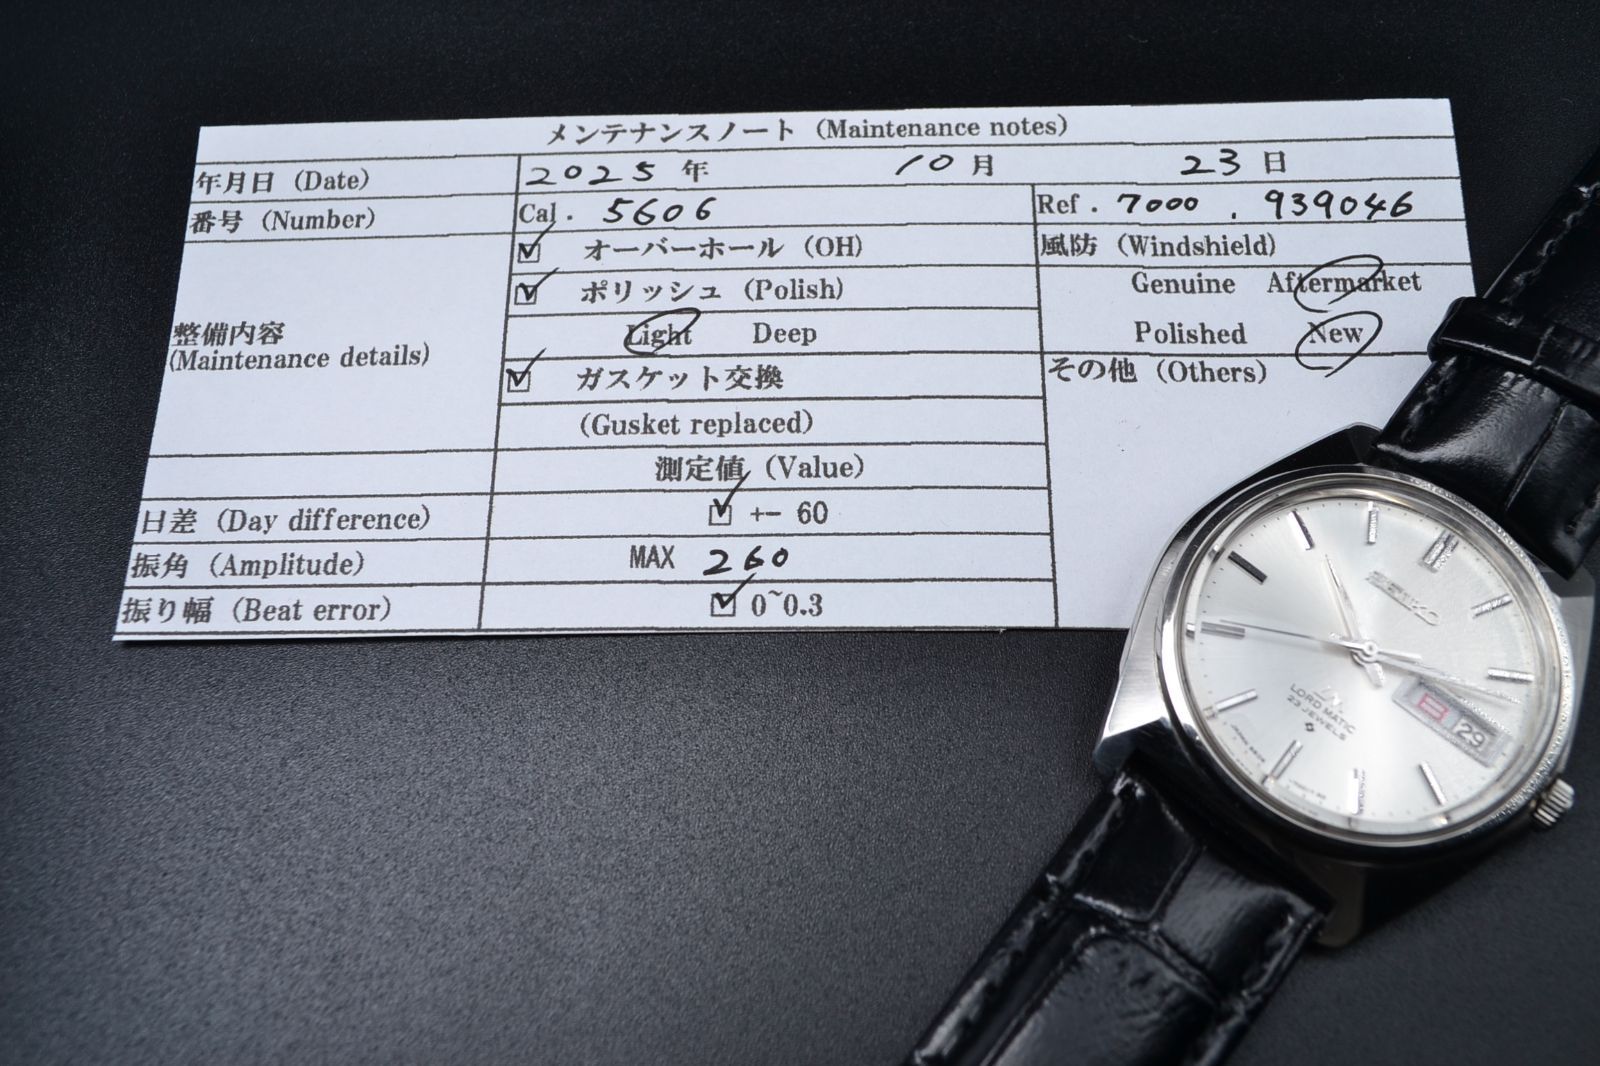 メンテナンスノート (Maintenance notes)
年月日 (Date) 2025 年 10 月 23 日
番号 (Number) Cal. 5606 Ref. 7000 . 939046
整備内容
(Maintenance details)
オーバーホール (OH)
ポリッシュ (Polish)
Light Deep
ガスケット交換
(Gusket replaced)
風防 (Windshield)
Genuine Aftermarket
Polished New
その他 (Others)
測定値 (Value)
日差 (Day difference) +- 60
振角 (Amplitude) MAX 260
振り幅 (Beat error) 0~0.3
SEIKO
LM
LORD MATIC
23 JEWELS
日 29